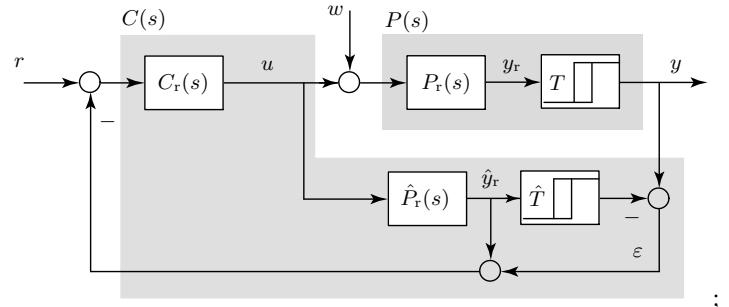 C(s)
w
P(s)
r
C_r(s)
u
P_r(s)
y_r
T
y
−
P̂_r(s)
ŷ_r
T̂
−
ε
;